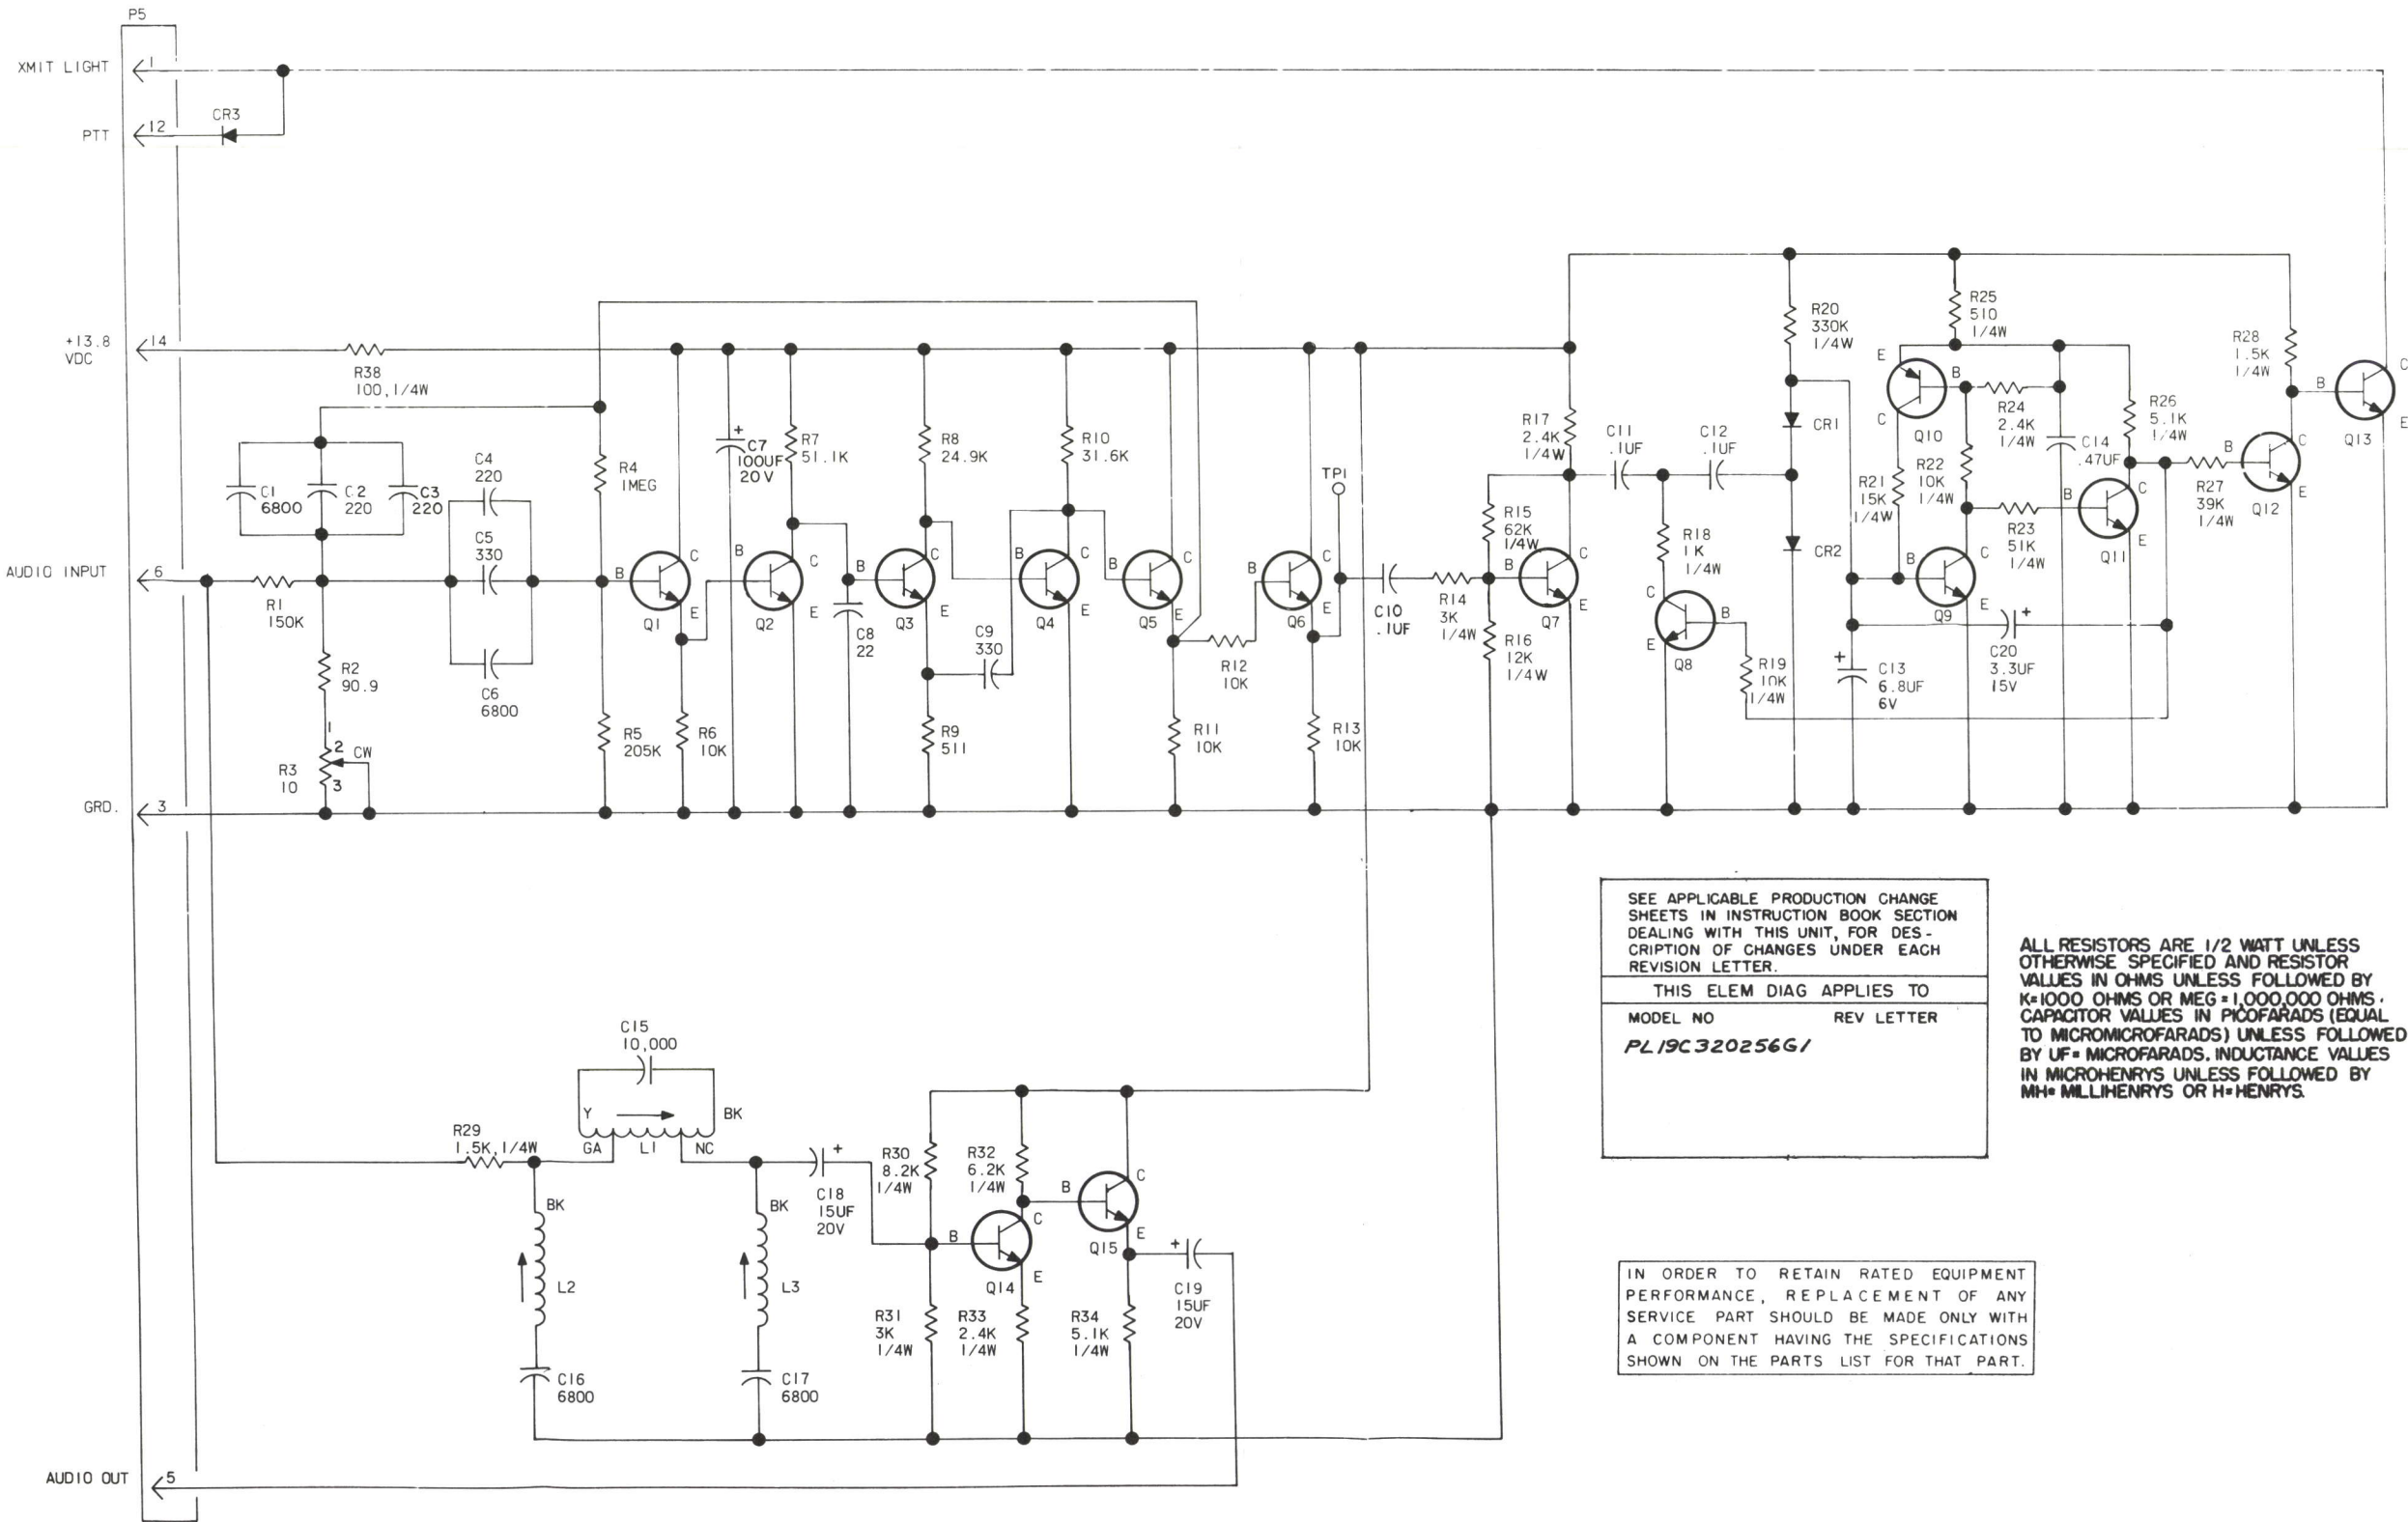 P5
XMIT LIGHT
1
PTT
12
CR3
+13.8
VDC
14
R38
100,1/4W
C1
6800
C2
220
C3
220
C4
220
C5
330
C6
6800
AUDIO INPUT
6
R1
150K
R2
90.9
R3
10
1
2
CW
3
GRD.
3
R4
1MEG
R5
205K
B
C
E
Q1
R6
10K
+
C7
100UF
20V
R7
51.1K
B
C
E
Q2
C8
22
R8
24.9K
B
C
E
Q3
R9
511
C9
330
R10
31.6K
B
C
E
Q4
B
C
E
Q5
R11
10K
R12
10K
B
C
E
Q6
R13
10K
TP1
C10
.1UF
R14
3K
1/4W
R15
62K
1/4W
R16
12K
1/4W
R17
2.4K
1/4W
B
C
E
Q7
C11
.1UF
C12
.1UF
R18
1K
1/4W
C
B
E
Q8
R19
10K
1/4W
R20
330K
1/4W
CR1
CR2
+
C13
6.8UF
6V
R25
510
1/4W
E
B
C
Q10
R24
2.4K
1/4W
C14
.47UF
R21
15K
1/4W
R22
10K
1/4W
R23
51K
1/4W
B
C
E
Q9
+
C20
3.3UF
15V
R26
5.1K
1/4W
B
C
E
Q11
R27
39K
1/4W
R28
1.5K
1/4W
B
C
E
Q12
B
C
E
Q13
R29
1.5K,1/4W
C15
10,000
Y
BK
GA
L1
NC
BK
L2
C16
6800
BK
L3
C17
6800
+
C18
15UF
20V
R30
8.2K
1/4W
R31
3K
1/4W
R32
6.2K
1/4W
B
C
E
Q14
R33
2.4K
1/4W
B
C
E
Q15
R34
5.1K
1/4W
+
C19
15UF
20V
AUDIO OUT
5
SEE APPLICABLE PRODUCTION CHANGE
SHEETS IN INSTRUCTION BOOK SECTION
DEALING WITH THIS UNIT, FOR DES-
CRIPTION OF CHANGES UNDER EACH
REVISION LETTER.
THIS ELEM DIAG APPLIES TO
MODEL NO REV LETTER
PL19C320256G1
ALL RESISTORS ARE 1/2 WATT UNLESS
OTHERWISE SPECIFIED AND RESISTOR
VALUES IN OHMS UNLESS FOLLOWED BY
K=1000 OHMS OR MEG=1,000,000 OHMS.
CAPACITOR VALUES IN PICOFARADS (EQUAL
TO MICROMICROFARADS) UNLESS FOLLOWED
BY UF= MICROFARADS. INDUCTANCE VALUES
IN MICROHENRYS UNLESS FOLLOWED BY
MH= MILLIHENRYS OR H=HENRYS.
IN ORDER TO RETAIN RATED EQUIPMENT
PERFORMANCE, REPLACEMENT OF ANY
SERVICE PART SHOULD BE MADE ONLY WITH
A COMPONENT HAVING THE SPECIFICATIONS
SHOWN ON THE PARTS LIST FOR THAT PART.